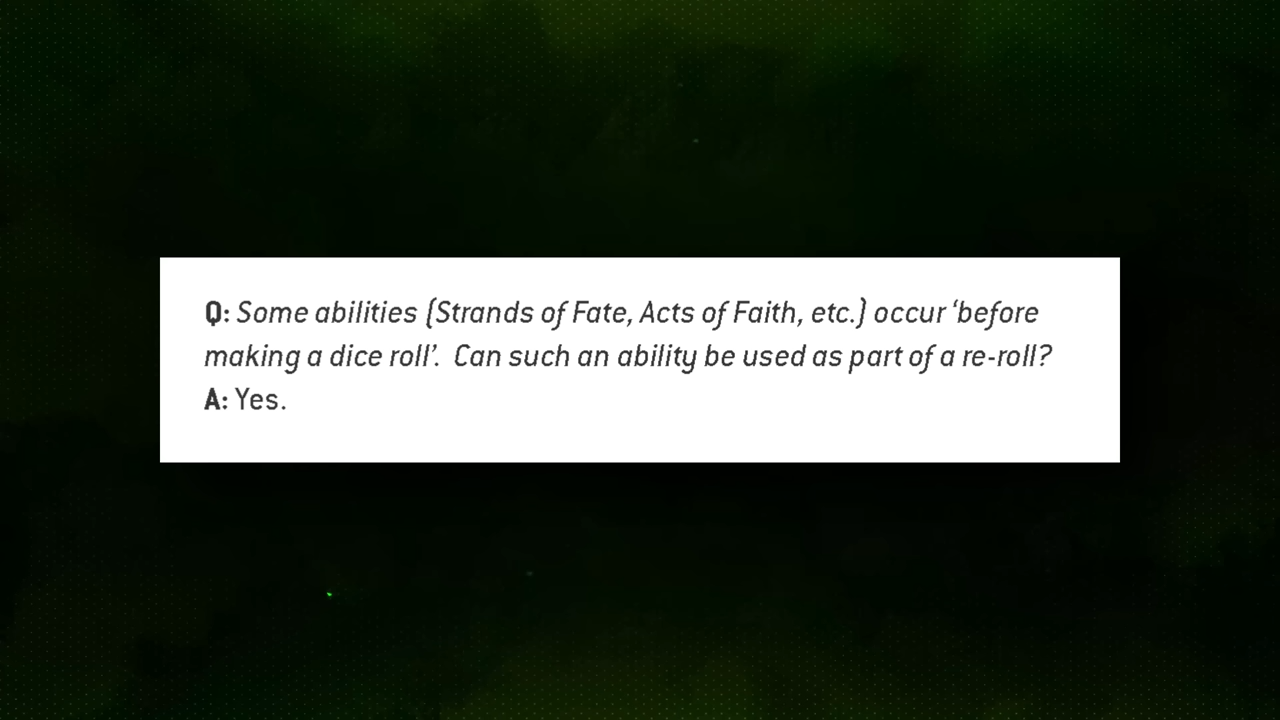 Q: Some abilities (Strands of Fate, Acts of Faith, etc.) occur ‘before
making a dice roll’.  Can such an ability be used as part of a re-roll?
A: Yes.